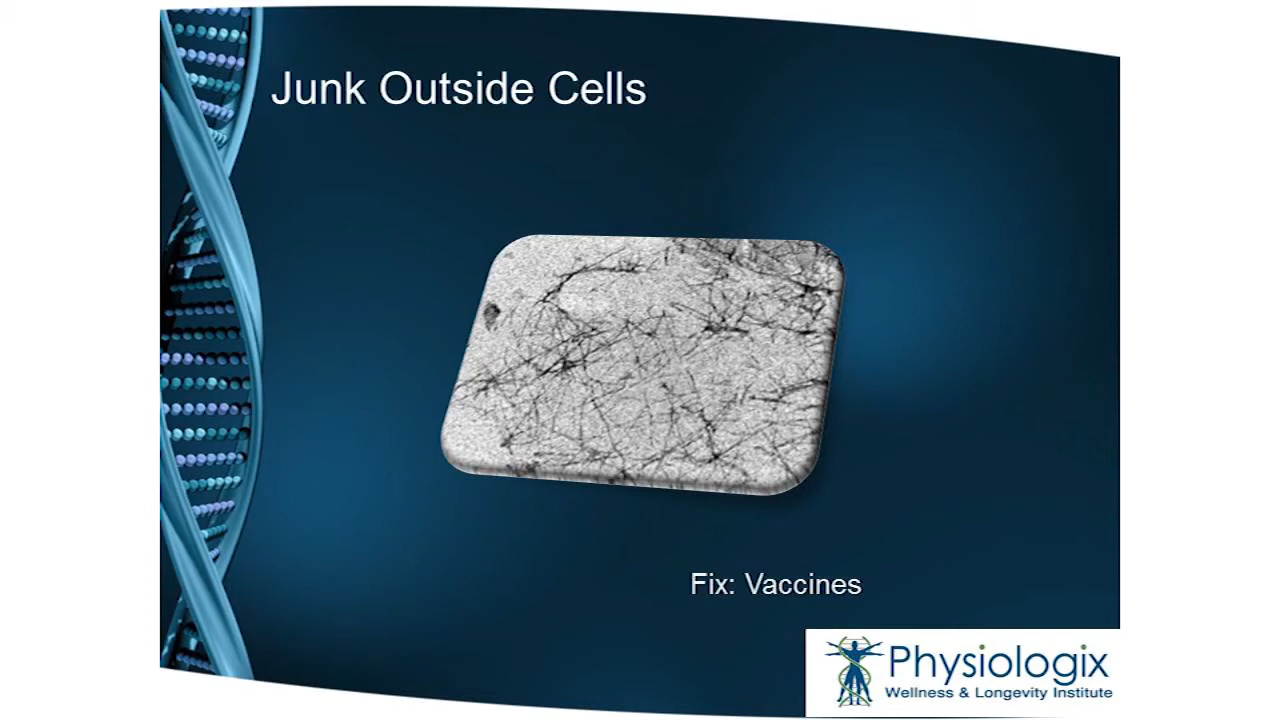 Junk Outside Cells
Fix: Vaccines
Physiologix
Wellness & Longevity Institute